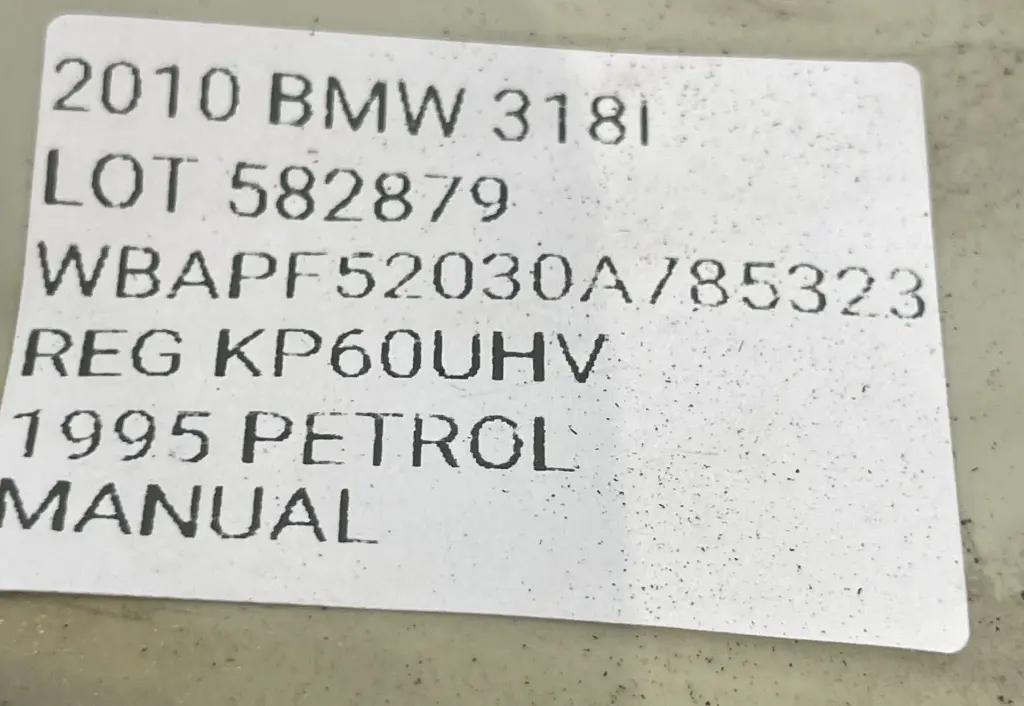 2010 BMW 318I
LOT 582879
WBAPF52030A785323
REG KP60UHV
1995 PETROL
MANUAL